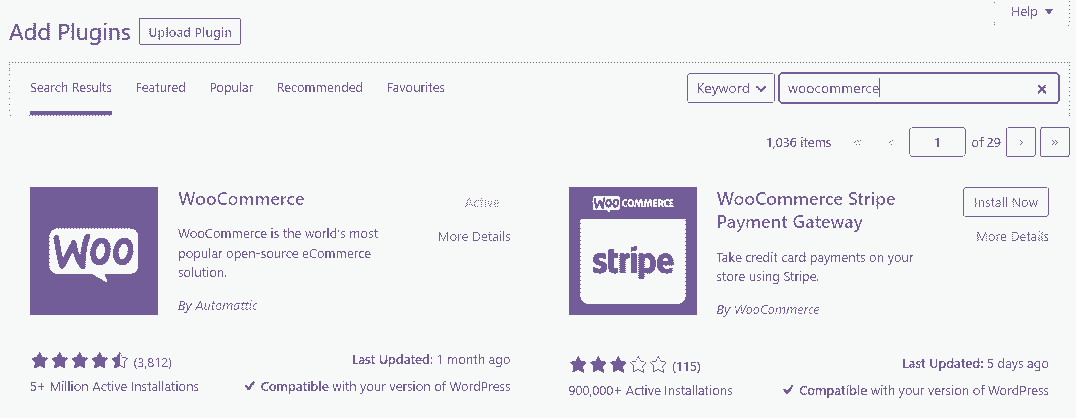 Help
Add Plugins Upload Plugin
Search Results Featured Popular Recommended Favourites Keyword woocommerce
1,036 items « ‹ 1 of 29 › »
WooCommerce
Active
More Details
WooCommerce is the world's most
popular open-source eCommerce
solution.
By Automattic
WOO
(3,812)
Last Updated: 1 month ago
5+ Million Active Installations
Compatible with your version of WordPress
WOO COMMERCE
stripe
WooCommerce Stripe
Payment Gateway
Install Now
More Details
Take credit card payments on your
store using Stripe.
By WooCommerce
(115)
Last Updated: 5 days ago
900,000+ Active Installations
Compatible with your version of WordPress